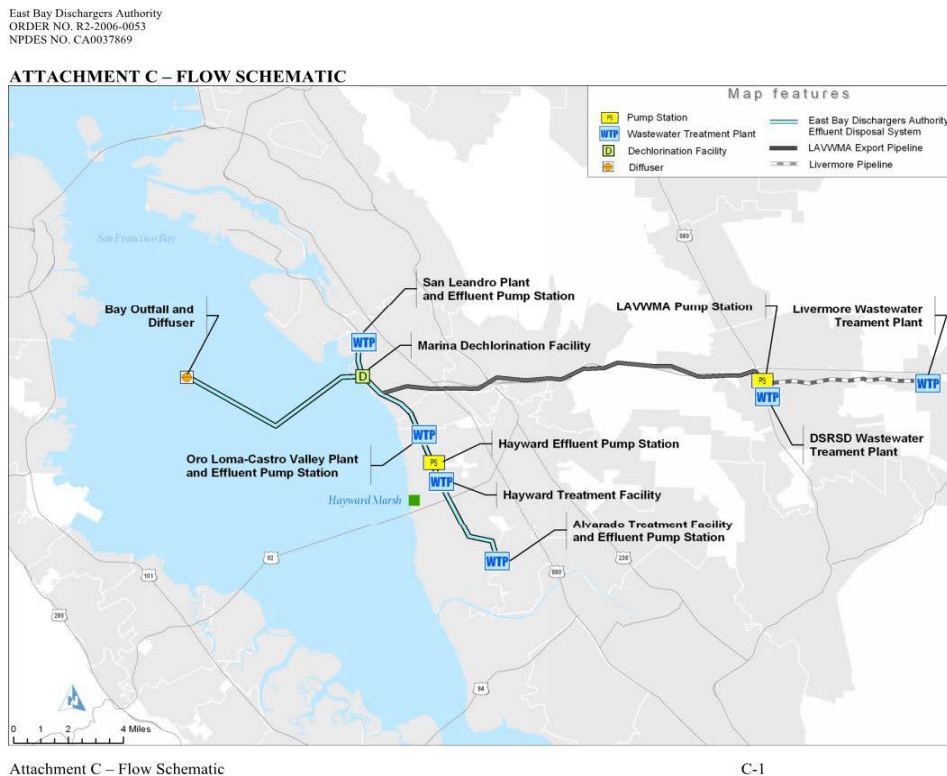 East Bay Dischargers Authority
ORDER NO. R2-2006-0053
NPDES NO. CA0037869
ATTACHMENT C – FLOW SCHEMATIC
Map features
PS Pump Station
WTP Wastewater Treatment Plant
D Dechlorination Facility
Diffuser
East Bay Dischargers Authority
Effluent Disposal System
LAVWMA Export Pipeline
Livermore Pipeline
San Francisco Bay
680
San Leandro Plant
and Effluent Pump Station
LAVWMA Pump Station
Livermore Wastewater
Treament Plant
Bay Outfall and
Diffuser
WTP
Marina Dechlorination Facility
D
PS
WTP
WTP
WTP
Hayward Effluent Pump Station
DSRSD Wastewater
Treament Plant
Oro Loma-Castro Valley Plant
and Effluent Pump Station
PS
WTP
Hayward Treatment Facility
Hayward Marsh
Alvarado Treatment Facility
and Effluent Pump Station
WTP
92
101
880
238
280
84
N
0 1 2 4 Miles
Attachment C – Flow Schematic
C-1